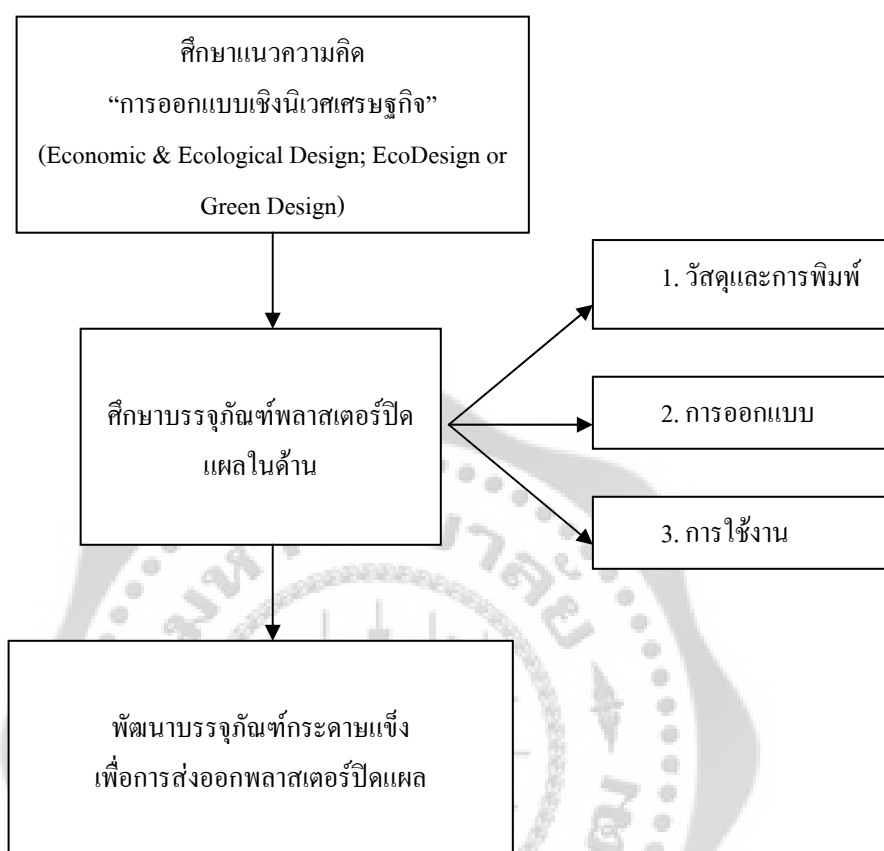 ศึกษาแนวความคิด
“การออกแบบเชิงนิเวศเศรษฐกิจ”
(Economic & Ecological Design; EcoDesign or
Green Design)
1. วัสดุและการพิมพ์
ศึกษาบรรจุภัณฑ์พลาสเตอร์ปิด
แผลในด้าน
2. การออกแบบ
3. การใช้งาน
พัฒนาบรรจุภัณฑ์กระดาษแข็ง
เพื่อการส่งออกพลาสเตอร์ปิดแผล